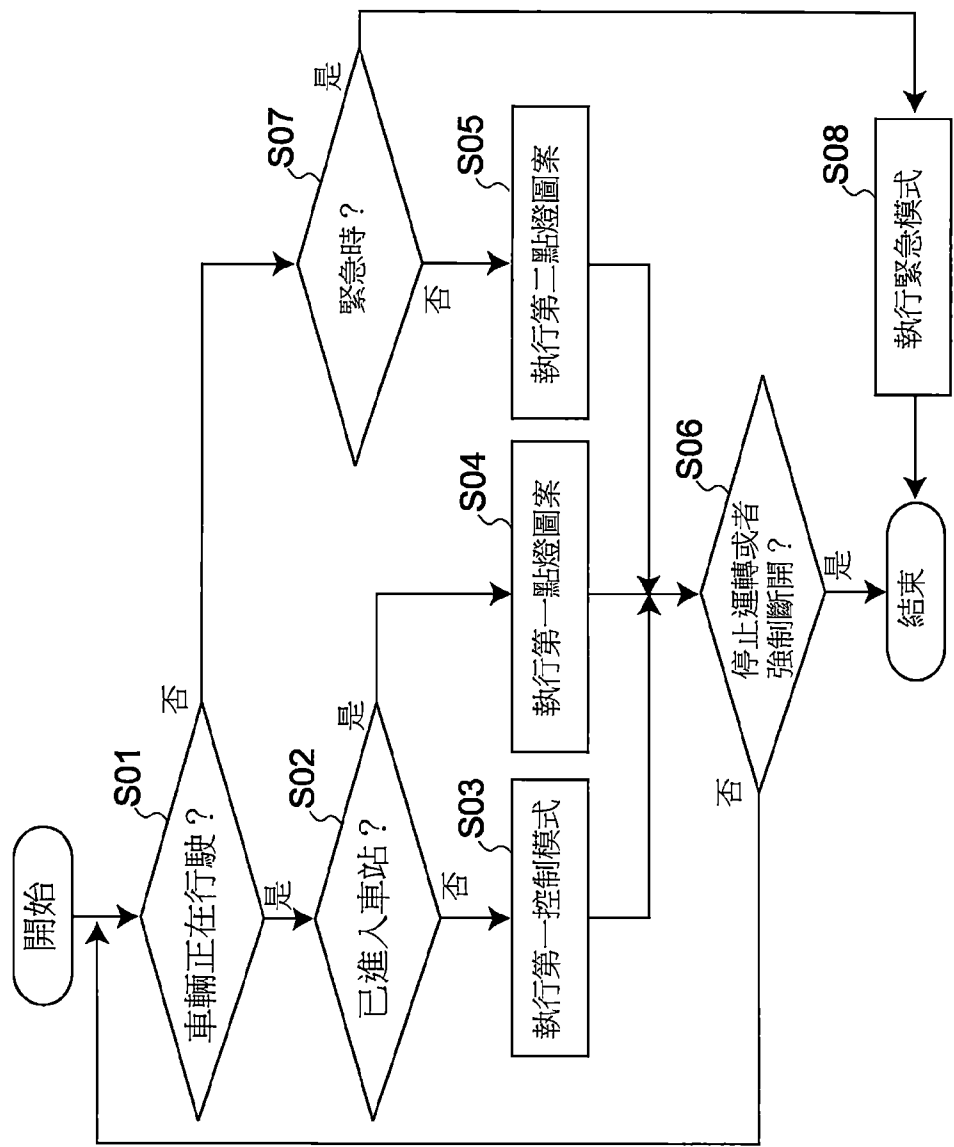 開始
S01
車輛正在行駛？
否
是
S02
已進入車站？
是
否
S07
緊急時？
是
否
S03
執行第一控制模式
S04
執行第一點燈圖案
S05
執行第二點燈圖案
S06
停止運轉或者
強制斷開？
否
是
S08
執行緊急模式
結束